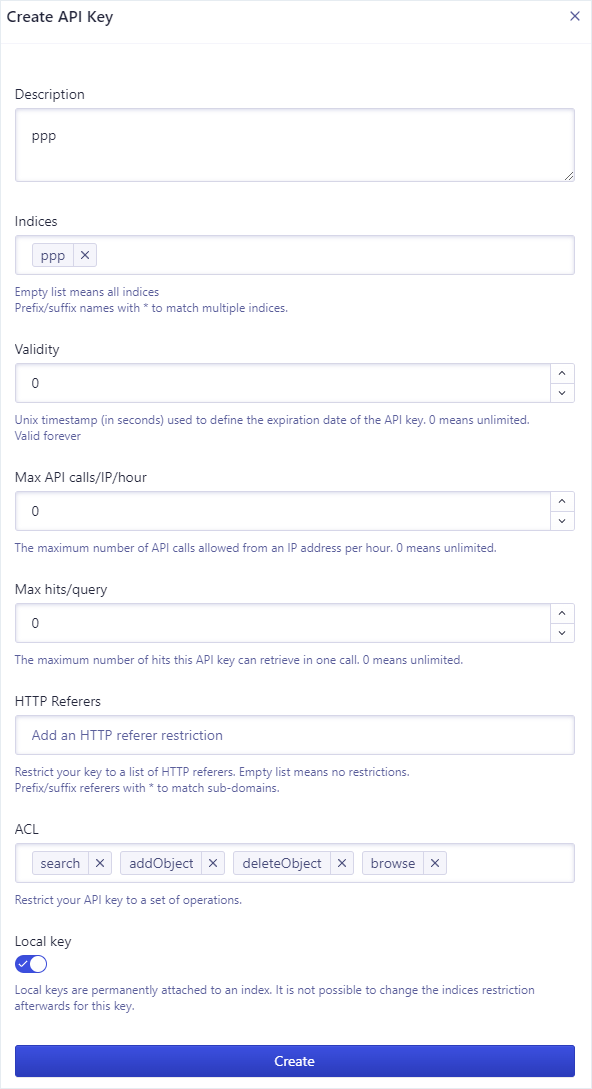 Create API Key
Description
ppp
Indices
ppp
Empty list means all indices
Prefix/suffix names with * to match multiple indices.
Validity
0
Unix timestamp (in seconds) used to define the expiration date of the API key. 0 means unlimited.
Valid forever
Max API calls/IP/hour
0
The maximum number of API calls allowed from an IP address per hour. 0 means unlimited.
Max hits/query
0
The maximum number of hits this API key can retrieve in one call. 0 means unlimited.
HTTP Referers
Add an HTTP referer restriction
Restrict your key to a list of HTTP referers. Empty list means no restrictions.
Prefix/suffix referers with * to match sub-domains.
ACL
search addObject deleteObject browse
Restrict your API key to a set of operations.
Local key
Local keys are permanently attached to an index. It is not possible to change the indices restriction
afterwards for this key.
Create